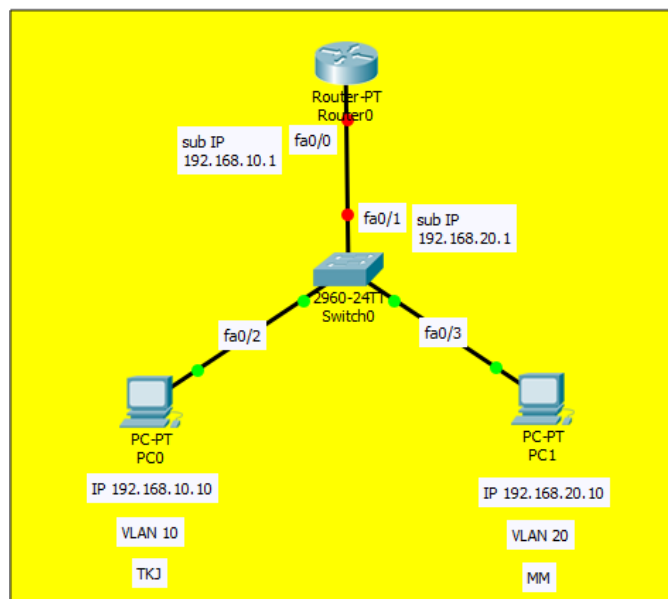 Router-PT
Router0
sub IP
192.168.10.1
fa0/0
fa0/1
sub IP
192.168.20.1
2960-24TT
Switch0
fa0/2
fa0/3
PC-PT
PC0
PC-PT
PC1
IP 192.168.10.10
IP 192.168.20.10
VLAN 10
VLAN 20
TKJ
MM